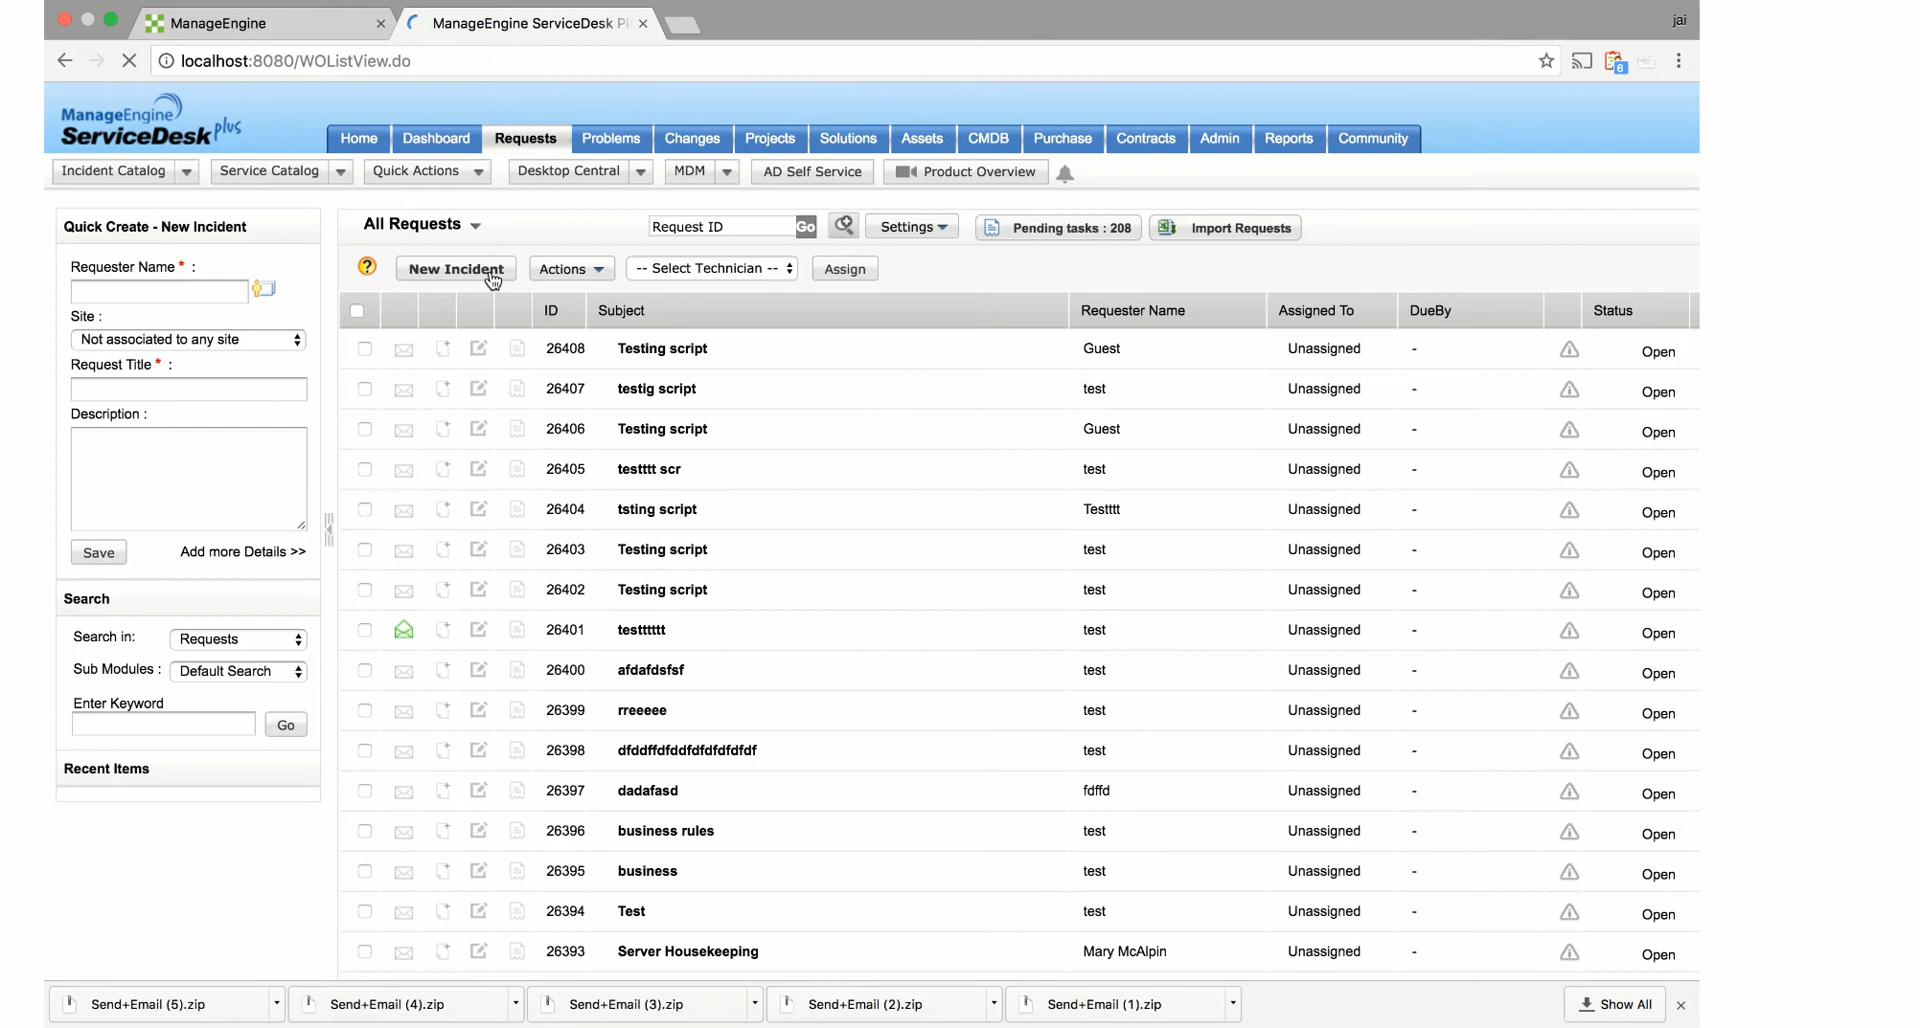 ManageEngine
ManageEngine ServiceDesk Pl
jai
localhost:8080/WOListView.do
6
ManageEngine
ServiceDesk plus
Home Dashboard Requests Problems Changes Projects Solutions Assets CMDB Purchase Contracts Admin Reports Community
Incident Catalog Service Catalog Quick Actions Desktop Central MDM AD Self Service Product Overview
Quick Create - New Incident
Requester Name * :
Site :
Not associated to any site
Request Title * :
Description :
Save Add more Details >>
Search
Search in: Requests
Sub Modules : Default Search
Enter Keyword
Go
Recent Items
All Requests Request ID Go Settings Pending tasks : 208 Import Requests
? New Incident Actions -- Select Technician -- Assign
ID Subject Requester Name Assigned To DueBy Status
26408 Testing script Guest Unassigned - Open
26407 testig script test Unassigned - Open
26406 Testing script Guest Unassigned - Open
26405 testttt scr test Unassigned - Open
26404 tsting script Testttt Unassigned - Open
26403 Testing script test Unassigned - Open
26402 Testing script test Unassigned - Open
26401 testttttt test Unassigned - Open
26400 afdafdsfsf test Unassigned - Open
26399 rreeeee test Unassigned - Open
26398 dfddffdfddfdfdfdfdfdf test Unassigned - Open
26397 dadafasd fdffd Unassigned - Open
26396 business rules test Unassigned - Open
26395 business test Unassigned - Open
26394 Test test Unassigned - Open
26393 Server Housekeeping Mary McAlpin Unassigned - Open
Send+Email (5).zip Send+Email (4).zip Send+Email (3).zip Send+Email (2).zip Send+Email (1).zip Show All